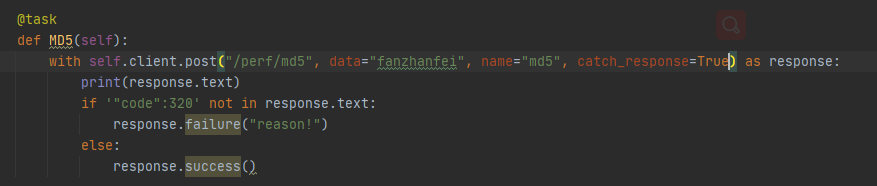 @task
def MD5(self):
with self.client.post("/perf/md5", data="fanzhanfei", name="md5", catch_response=True) as response:
print(response.text)
if '"code":320' not in response.text:
response.failure("reason!")
else:
response.success()